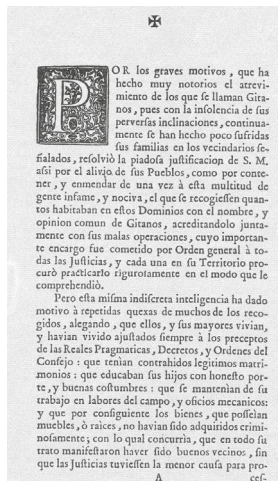 ✠
POR los graves motivos, que ha
hecho muy notorios el atrevi-
miento de los que ſe llaman Gita-
nos, pues con la inſolencia de ſus
perverſas inclinaciones, continua-
mente ſe han hecho poco ſufridas
ſus familias en los vecindarios ſe-
ñalados, reſolviò la piadoſa juſtificacion de S. M.
aſsi por el alivio de ſus Pueblos, como por conte-
ner, y enmendar de una vez à eſta multitud de
gente infame, y nociva, el que ſe recogieſſen quan-
tos habitaban en eſtos Dominios con el nombre, y
opinion comun de Gitanos, acreditandolo junta-
mente con ſus malas operaciones, cuyo importan-
te encargo fue cometido por Orden general à to-
das las Juſticias, y cada una en ſu Territorio pro-
curò practicarlo riguroſamente en el modo que le
comprehendiò.
Pero eſta miſma indiſcreta inteligencia ha dado
motivo à repetidas quexas de muchos de los reco-
gidos, alegando, que ellos, y ſus mayores vivian,
y havian vivido ajuſtados ſiempre à los preceptos
de las Reales Pragmaticas, Decretos, y Ordenes del
Conſejo: que tenian contrahidos legitimos matri-
monios: que educaban ſus hijos con honeſto por-
te, y buenas coſtumbres: que ſe mantenian de ſu
trabajo en labores del campo, y oficios mecanicos:
y que por conſiguiente los bienes, que poſſeìan
muebles, ò raìces, no havian ſido adquiridos crimi-
noſamente; con lo qual concurria, que en todo ſu
trato manifeſtaron haver ſido buenos vecinos, ſin
que las Juſticias tuvieſſen la menor cauſa para pro-
A ceſ-